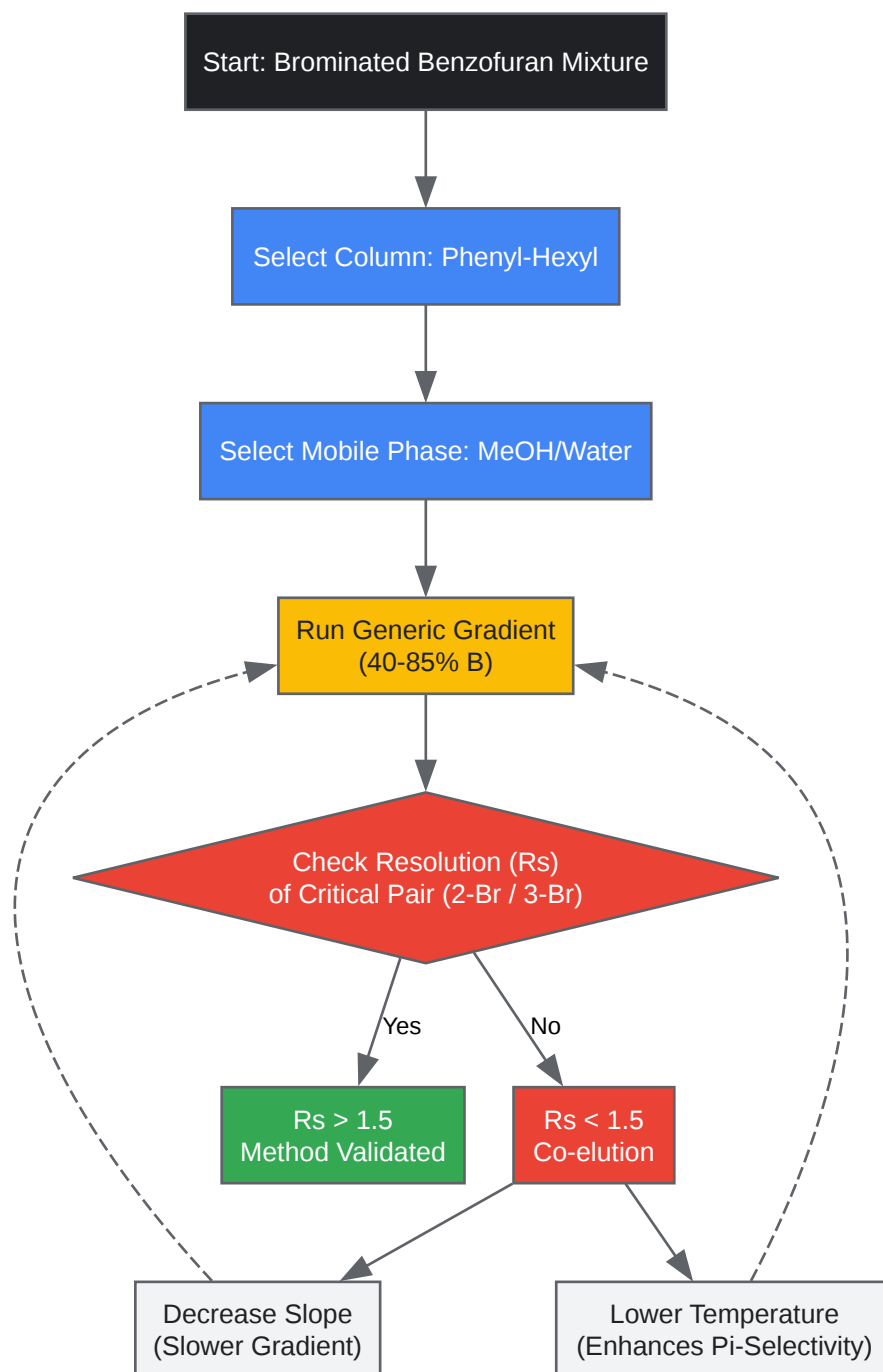 Start: Brominated Benzofuran Mixture
Select Column: Phenyl-Hexyl
Select Mobile Phase: MeOH/Water
Run Generic Gradient
(40-85% B)
Check Resolution (Rs)
of Critical Pair (2-Br / 3-Br)
Yes
No
Rs > 1.5
Method Validated
Rs < 1.5
Co-elution
Decrease Slope
(Slower Gradient)
Lower Temperature
(Enhances Pi-Selectivity)